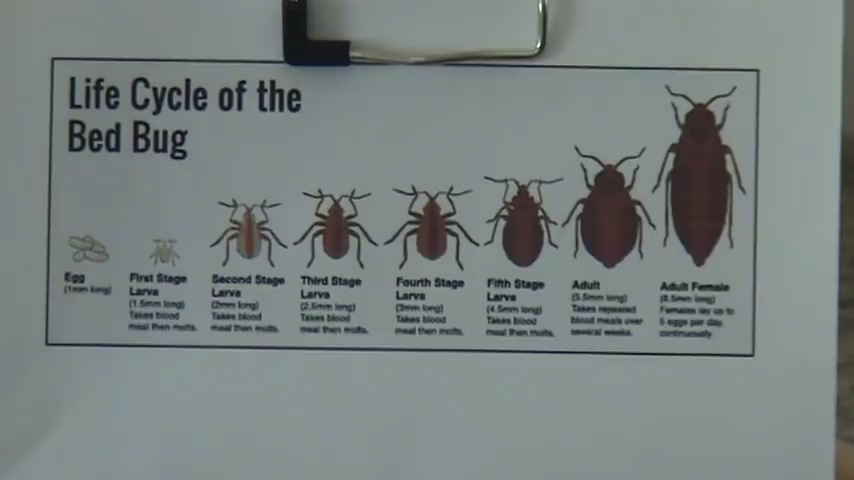 Life Cycle of the
Bed Bug
Egg
(1mm long)
First Stage
Larva
(1.5mm long)
Takes blood
meal then molts.
Second Stage
Larva
(2mm long)
Takes blood
meal then molts.
Third Stage
Larva
(2.5mm long)
Takes blood
meal then molts.
Fourth Stage
Larva
(3mm long)
Takes blood
meal then molts.
Fifth Stage
Larva
(4.5mm long)
Takes blood
meal then molts.
Adult
(5.5mm long)
Takes repeated
blood meals over
several weeks.
Adult Female
(8.5mm long)
Females lay up to
5 eggs per day,
continuously.